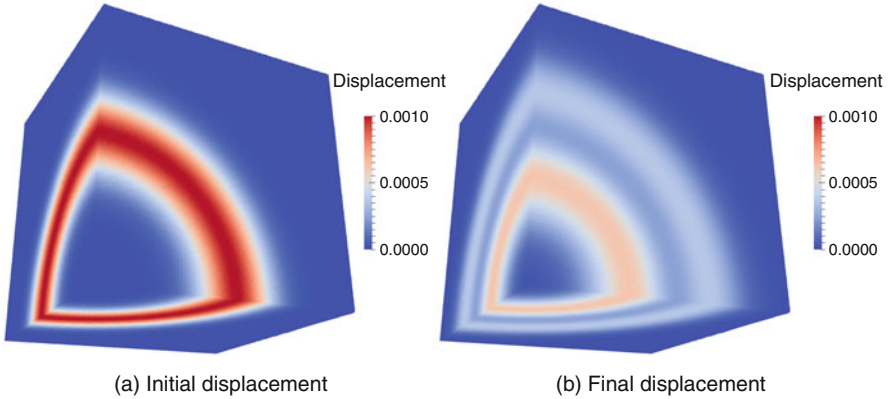 Displacement
0.0010
0.0005
0.0000
(a) Initial displacement
Displacement
0.0010
0.0005
0.0000
(b) Final displacement